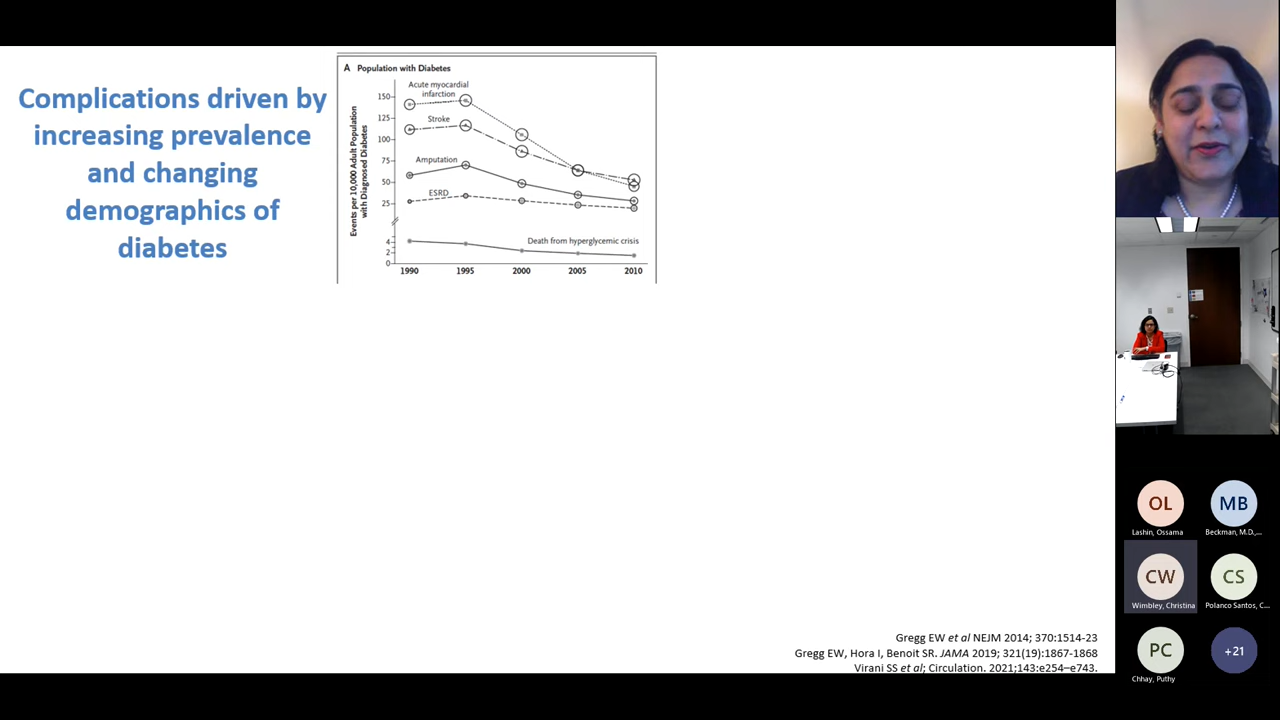 Complications driven by
increasing prevalence
and changing
demographics of
diabetes
A Population with Diabetes
Events per 10,000 Adult Population
with Diagnosed Diabetes
150
125
100
75
50
25
4
2
0
Acute myocardial
infarction
Stroke
Amputation
ESRD
Death from hyperglycemic crisis
1990 1995 2000 2005 2010
Gregg EW et al NEJM 2014; 370:1514-23
Gregg EW, Hora I, Benoit SR. JAMA 2019; 321(19):1867-1868
Virani SS et al; Circulation. 2021;143:e254–e743.
OL
Lashin, Ossama
MB
Beckman, M.D.,...
CW
Wimbley, Christina
CS
Polanco Santos, C...
PC
Chhay, Puthy
+21